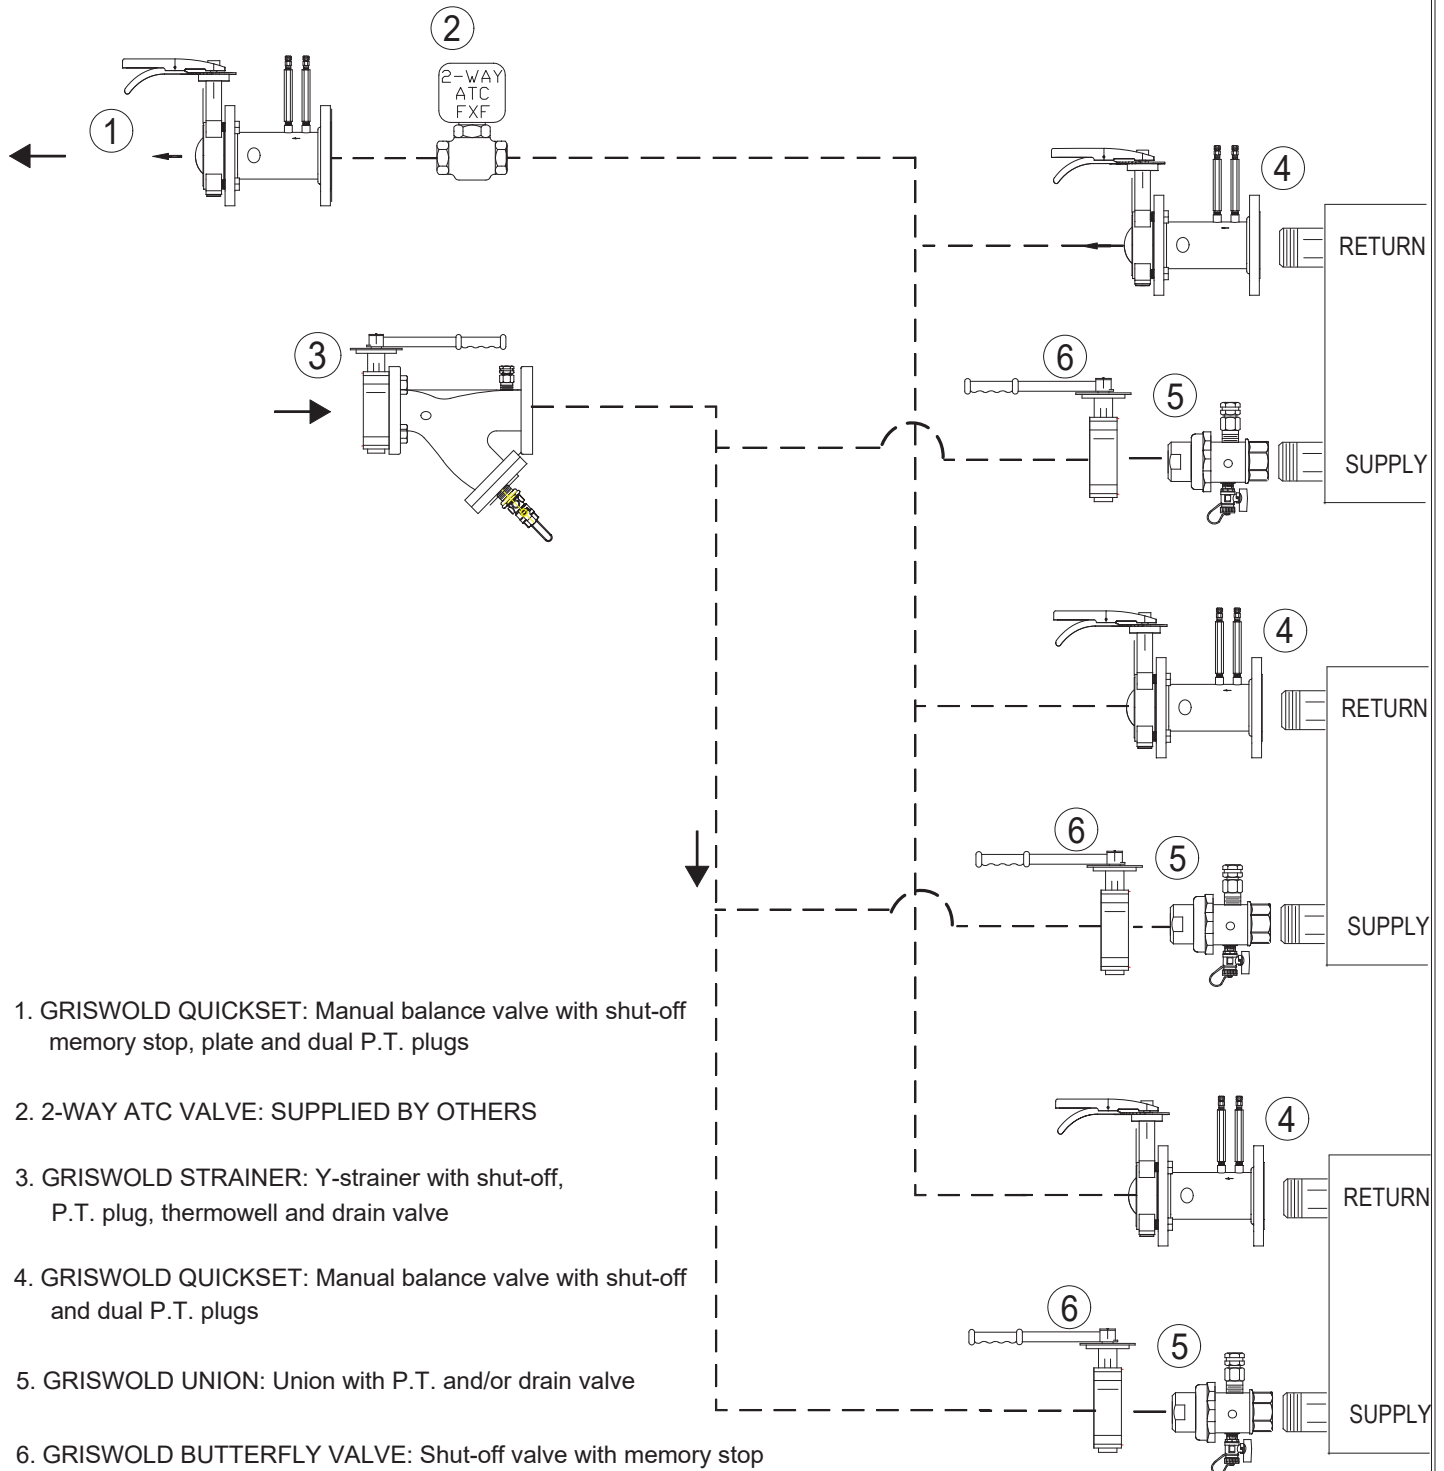 2
2-WAY
ATC
FXF
1
4
RETURN
3
6
5
SUPPLY
4
RETURN
6
5
SUPPLY
1. GRISWOLD QUICKSET: Manual balance valve with shut-off
memory stop, plate and dual P.T. plugs
2. 2-WAY ATC VALVE: SUPPLIED BY OTHERS
3. GRISWOLD STRAINER: Y-strainer with shut-off,
P.T. plug, thermowell and drain valve
4. GRISWOLD QUICKSET: Manual balance valve with shut-off
and dual P.T. plugs
5. GRISWOLD UNION: Union with P.T. and/or drain valve
6. GRISWOLD BUTTERFLY VALVE: Shut-off valve with memory stop
4
RETURN
6
5
SUPPLY